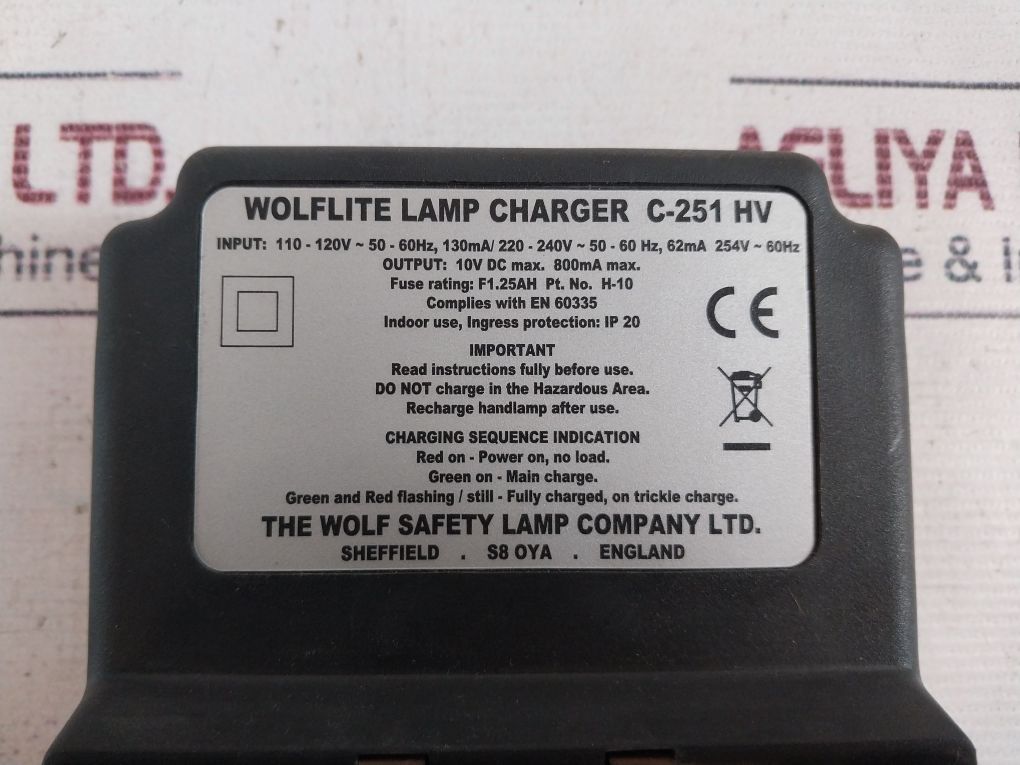 LTD.
AGLIYA
& I
WOLFLITE LAMP CHARGER C-251 HV
INPUT: 110 - 120V ~ 50 - 60Hz, 130mA/ 220 - 240V ~ 50 - 60 Hz, 62mA 254V ~ 60Hz
OUTPUT: 10V DC max. 800mA max.
Fuse rating: F1.25AH Pt. No. H-10
Complies with EN 60335
Indoor use, Ingress protection: IP 20
CE
IMPORTANT
Read instructions fully before use.
DO NOT charge in the Hazardous Area.
Recharge handlamp after use.
CHARGING SEQUENCE INDICATION
Red on - Power on, no load.
Green on - Main charge.
Green and Red flashing / still - Fully charged, on trickle charge.
THE WOLF SAFETY LAMP COMPANY LTD.
SHEFFIELD . S8 OYA . ENGLAND